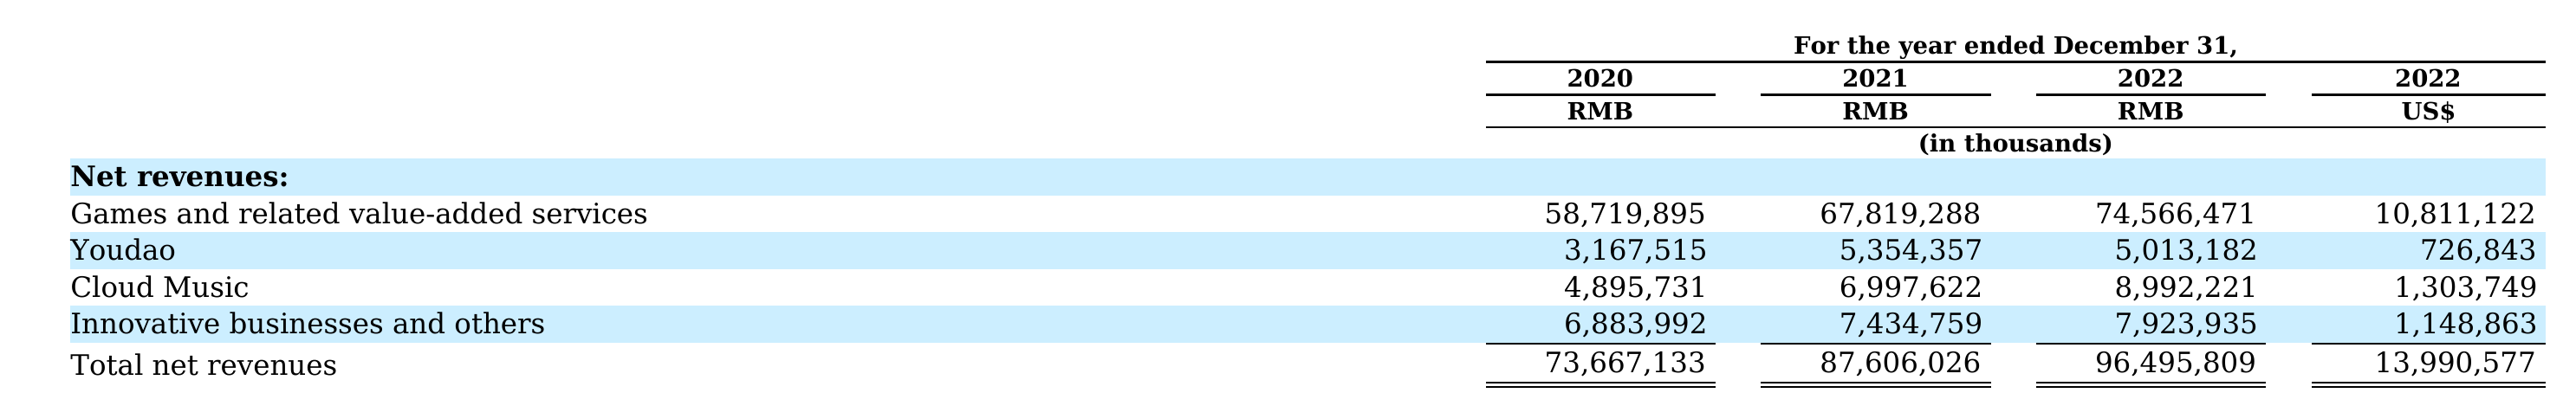 For the year ended December 31,
2020 2021 2022 2022
RMB RMB RMB US$
(in thousands)
Net revenues:
Games and related value-added services 58,719,895 67,819,288 74,566,471 10,811,122
Youdao 3,167,515 5,354,357 5,013,182 726,843
Cloud Music 4,895,731 6,997,622 8,992,221 1,303,749
Innovative businesses and others 6,883,992 7,434,759 7,923,935 1,148,863
Total net revenues 73,667,133 87,606,026 96,495,809 13,990,577